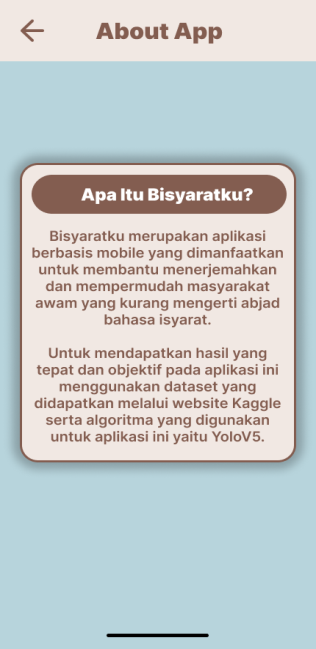 About App
Apa Itu Bisyaratku?
Bisyaratku merupakan aplikasi
berbasis mobile yang dimanfaatkan
untuk membantu menerjemahkan
dan mempermudah masyarakat
awam yang kurang mengerti abjad
bahasa isyarat.
Untuk mendapatkan hasil yang
tepat dan objektif pada aplikasi ini
menggunakan dataset yang
didapatkan melalui website Kaggle
serta algoritma yang digunakan
untuk aplikasi ini yaitu YoloV5.